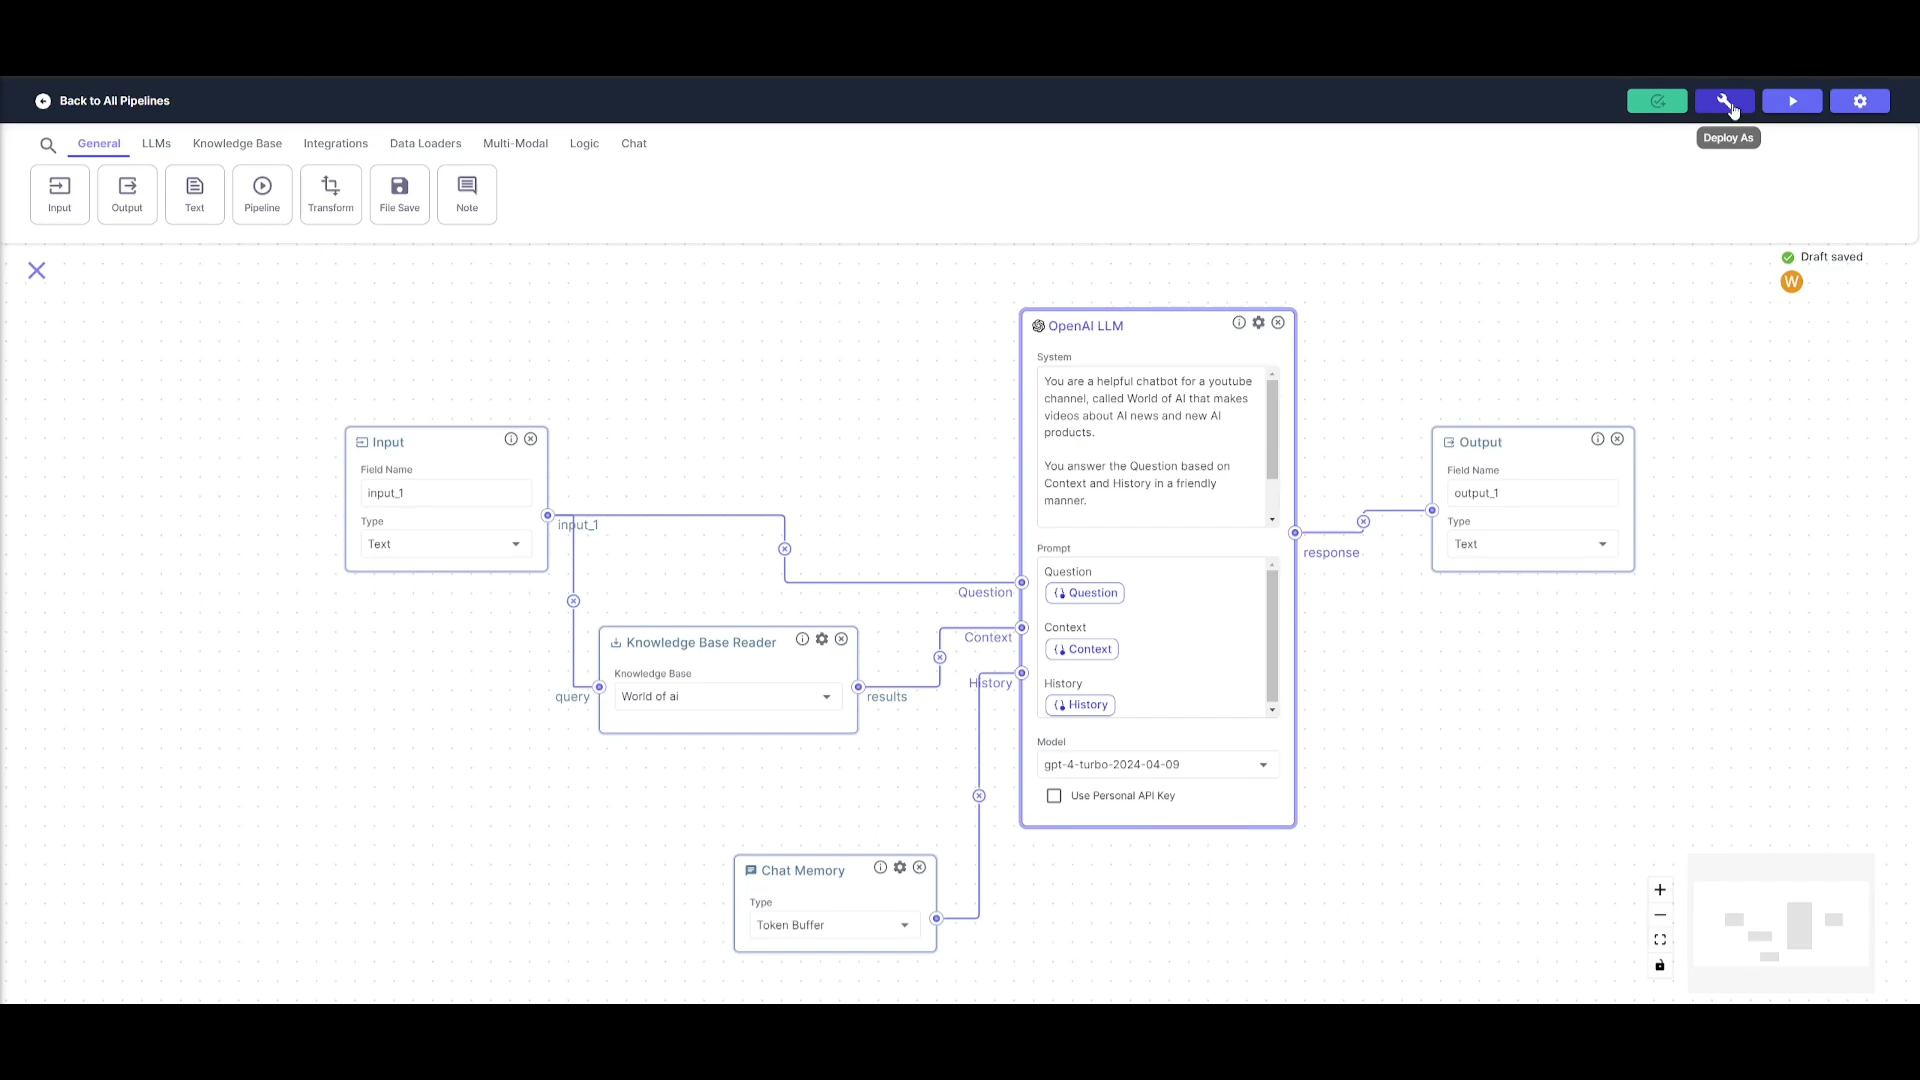 Back to All Pipelines
Deploy As
General LLMs Knowledge Base Integrations Data Loaders Multi-Modal Logic Chat
Input Output Text Pipeline Transform File Save Note
Draft saved
W
OpenAI LLM
System
You are a helpful chatbot for a youtube
channel, called World of AI that makes
videos about AI news and new AI
products.
You answer the Question based on
Context and History in a friendly
manner.
Prompt
Question
Question
Context
Context
History
History
Model
gpt-4-turbo-2024-04-09
Use Personal API Key
Question
Context
History
response
Input
Field Name
input_1
Type
Text
input_1
Knowledge Base Reader
Knowledge Base
World of ai
query
results
Chat Memory
Type
Token Buffer
Output
Field Name
output_1
Type
Text